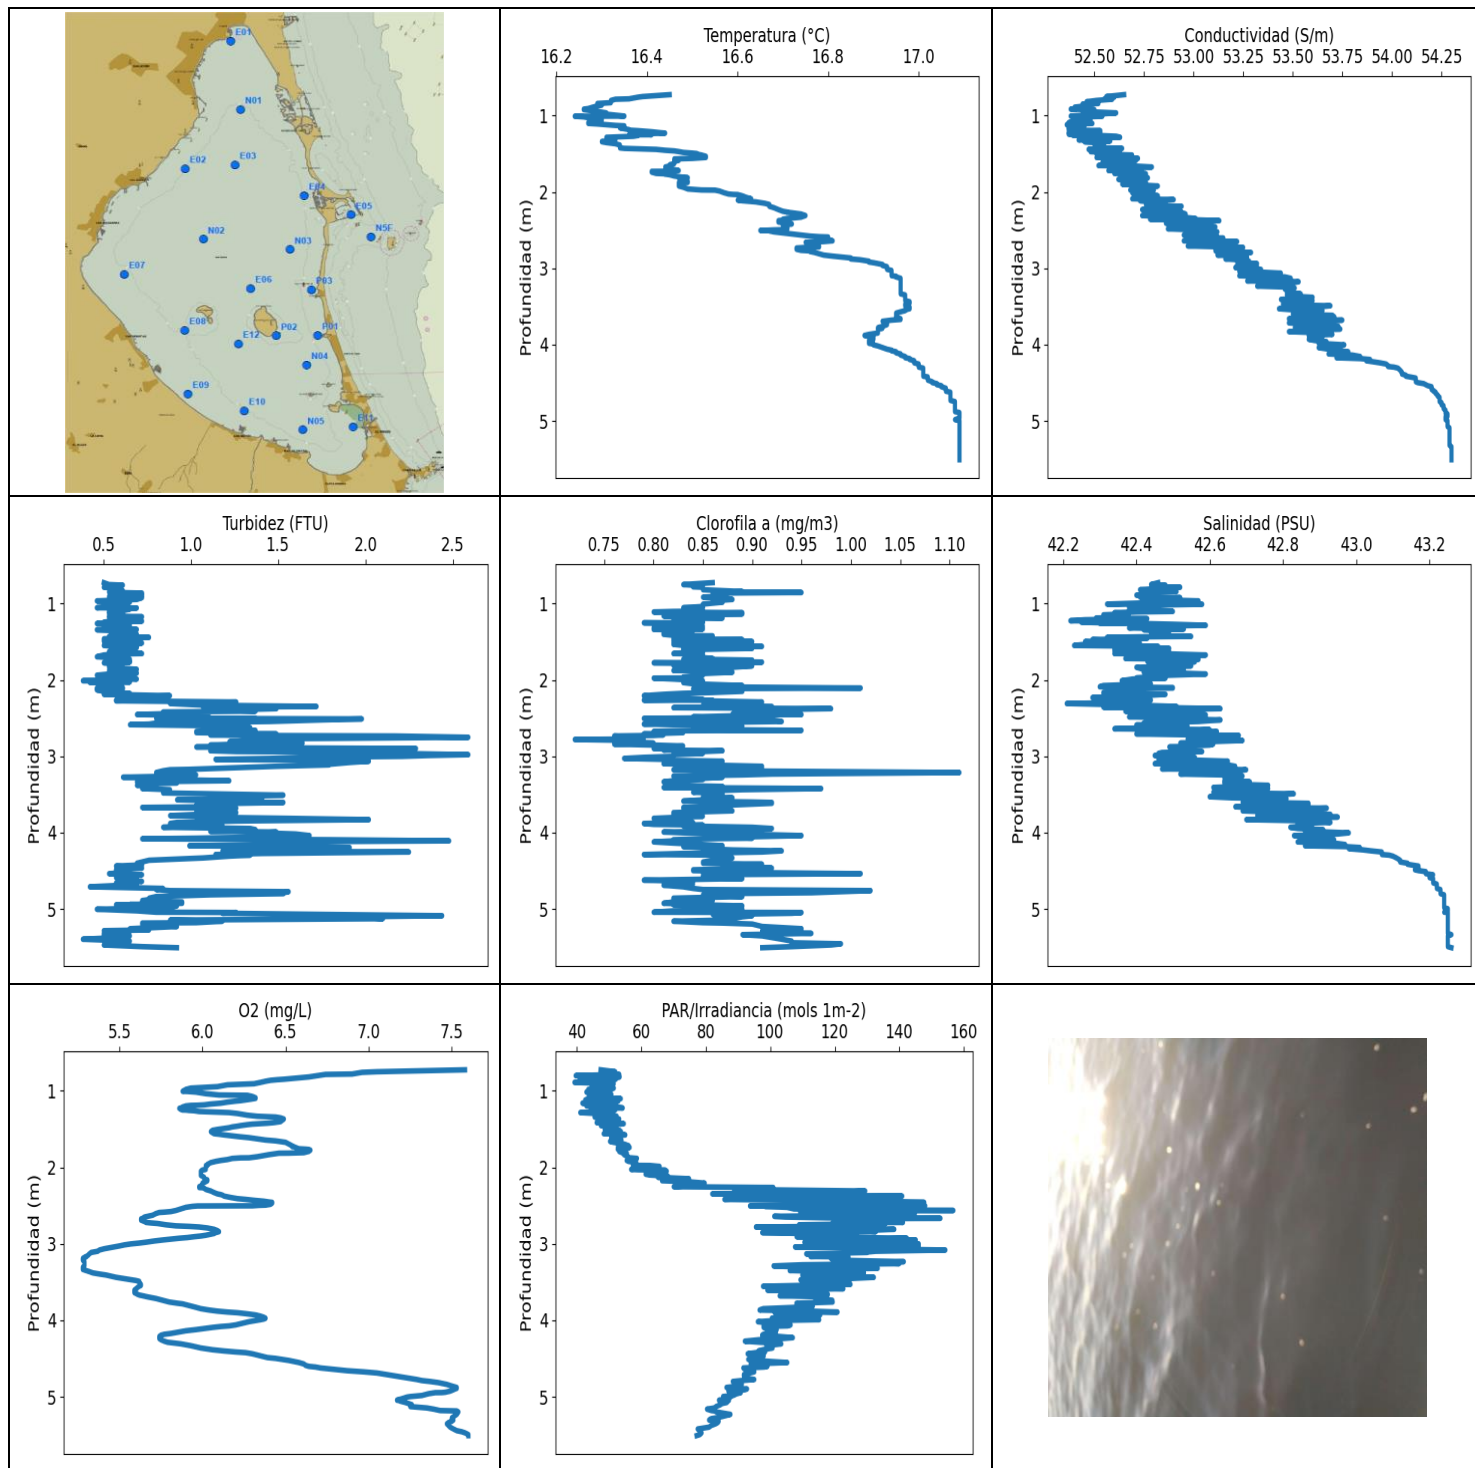 E01
N01
E02
E03
E04
E05
N5F
N02
N03
E07
E06
P03
E08
P02
P01
E12
N04
E09
E10
N05
E11
Temperatura (°C)
16.2 16.4 16.6 16.8 17.0
Profundidad (m)
1
2
3
4
5
Conductividad (S/m)
52.50 52.75 53.00 53.25 53.50 53.75 54.00 54.25
Profundidad (m)
1
2
3
4
5
Turbidez (FTU)
0.5 1.0 1.5 2.0 2.5
Profundidad (m)
1
2
3
4
5
Clorofila a (mg/m3)
0.75 0.80 0.85 0.90 0.95 1.00 1.05 1.10
Profundidad (m)
1
2
3
4
5
Salinidad (PSU)
42.2 42.4 42.6 42.8 43.0 43.2
Profundidad (m)
1
2
3
4
5
O2 (mg/L)
5.5 6.0 6.5 7.0 7.5
Profundidad (m)
1
2
3
4
5
PAR/Irradiancia (mols 1m-2)
40 60 80 100 120 140 160
Profundidad (m)
1
2
3
4
5